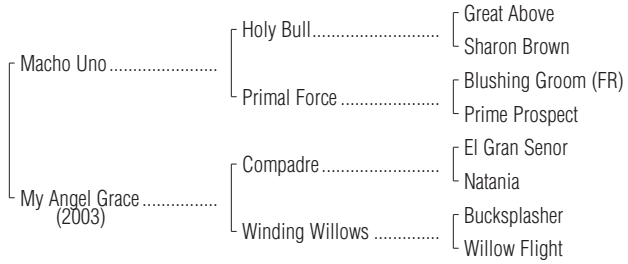 Great Above
Holy Bull
Sharon Brown
Macho Uno
Blushing Groom (FR)
Primal Force
Prime Prospect
El Gran Senor
Compadre
Natania
My Angel Grace
(2003)
Bucksplasher
Winding Willows
Willow Flight